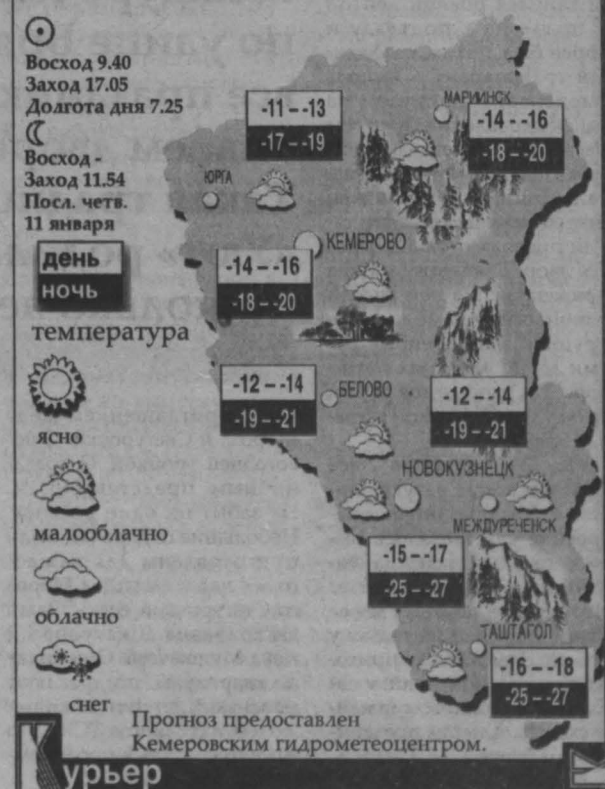 Восход 9.40
Заход 17.05
Долгота дня 7.25
Восход -
Заход 11.54
Посл. четв.
11 января
день
ночь
температура
ясно
малооблачно
облачно
снег
-11 – -13
-17 – -19
МАРИИНСК
-14 – -16
-18 – -20
ЮРГА
КЕМЕРОВО
-14 – -16
-18 – -20
-12 – -14
-19 – -21
БЕЛОВО
-12 – -14
-19 – -21
НОВОКУЗНЕЦК
МЕЖДУРЕЧЕНСК
-15 – -17
-25 – -27
ТАШТАГОЛ
-16 – -18
-25 – -27
Прогноз предоставлен
Кемеровским гидрометеоцентром.
Курьер